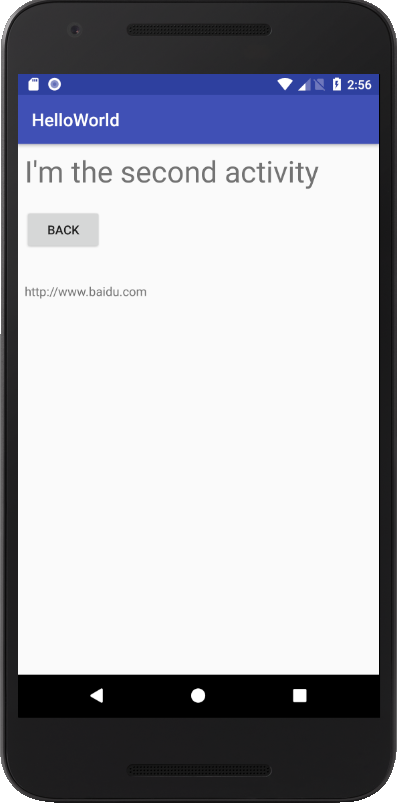 2:56
HelloWorld
I'm the second activity
BACK
http://www.baidu.com